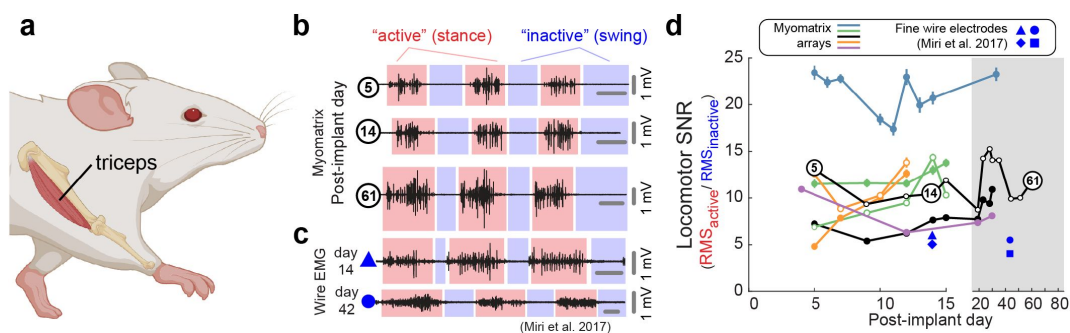 a
triceps
b
"active" (stance) "inactive" (swing)
Myomatrix
Post-implant day
5
1 mV
14
1 mV
61
1 mV
c
Wire EMG
day
14
1 mV
day
42
1 mV
(Miri et al. 2017)
d
Myomatrix
arrays
Fine wire electrodes
(Miri et al. 2017)
Locomotor SNR
(RMSactive / RMSinactive)
25
20
15
10
5
0
5
14
61
0 5 10 15 20 40 60 80
Post-implant day